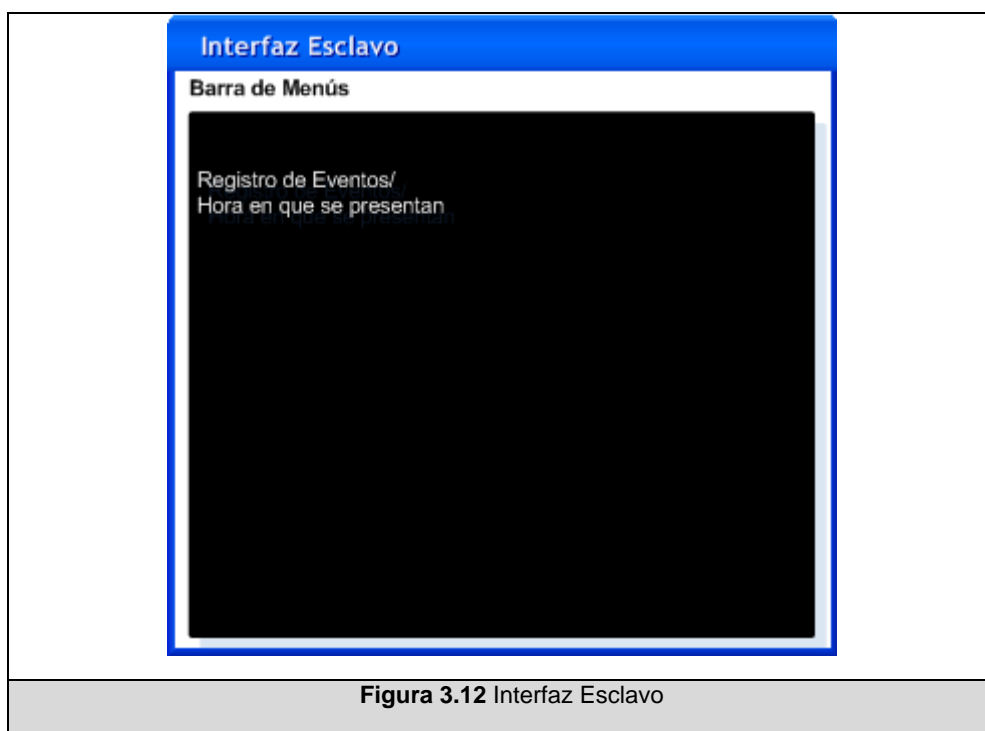 Interfaz Esclavo
Barra de Menús
Registro de Eventos/
Hora en que se presentan
Figura 3.12 Interfaz Esclavo